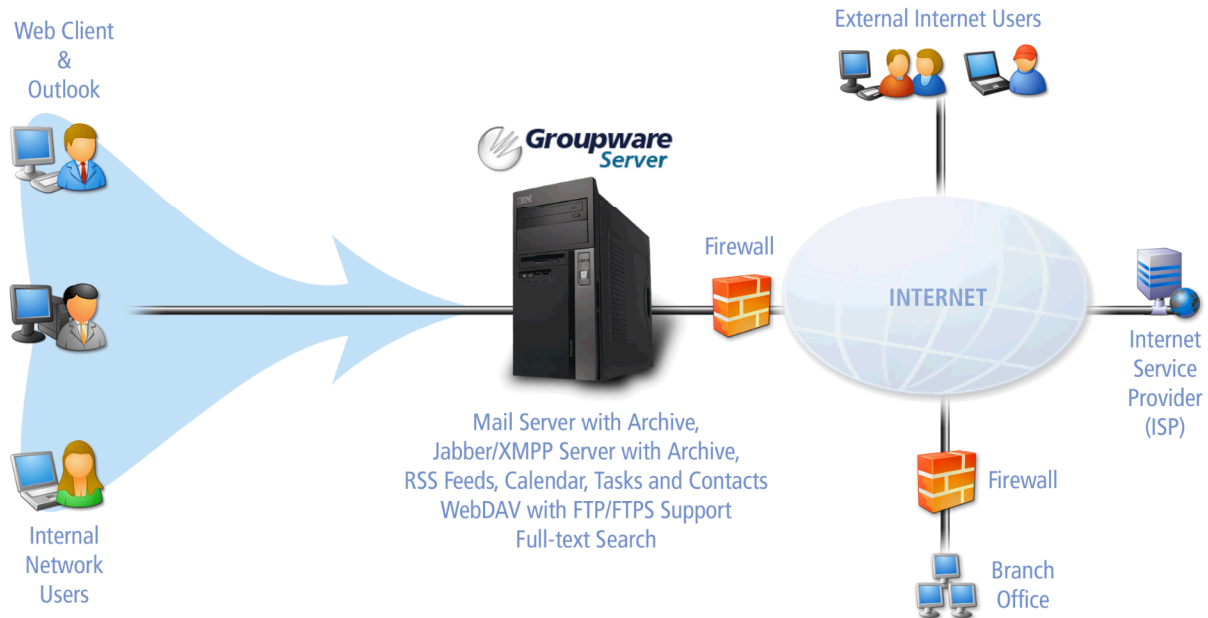 Web Client
&
Outlook
Internal
Network
Users
Groupware
Server
IBM
Mail Server with Archive,
Jabber/XMPP Server with Archive,
RSS Feeds, Calendar, Tasks and Contacts
WebDAV with FTP/FTPS Support
Full-text Search
Firewall
External Internet Users
INTERNET
Internet
Service
Provider
(ISP)
Firewall
Branch
Office